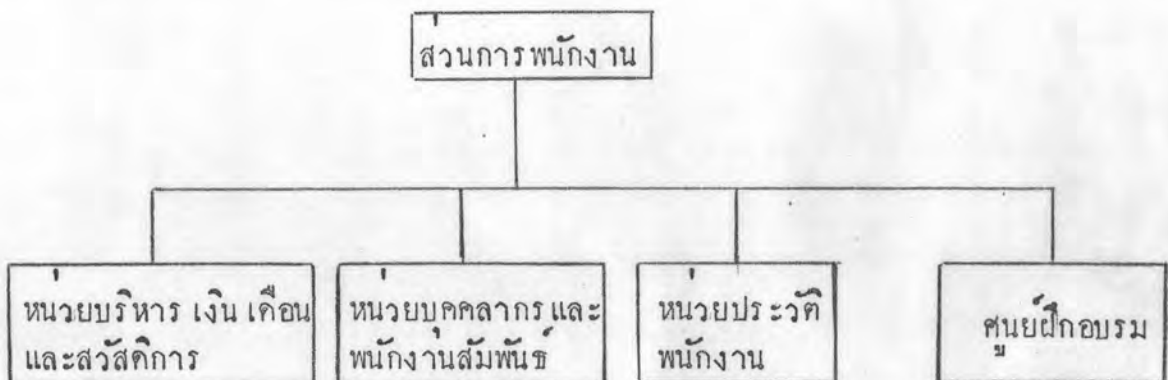 ส่วนการพนักงาน
หน่วยบริหาร เงิน เดือน
และสวัสดิการ
หน่วยบุคคลากร และ
พนักงานสัมพันธ์
หน่วยประวัติ
พนักงาน
ศูนย์ฝึกอบรม